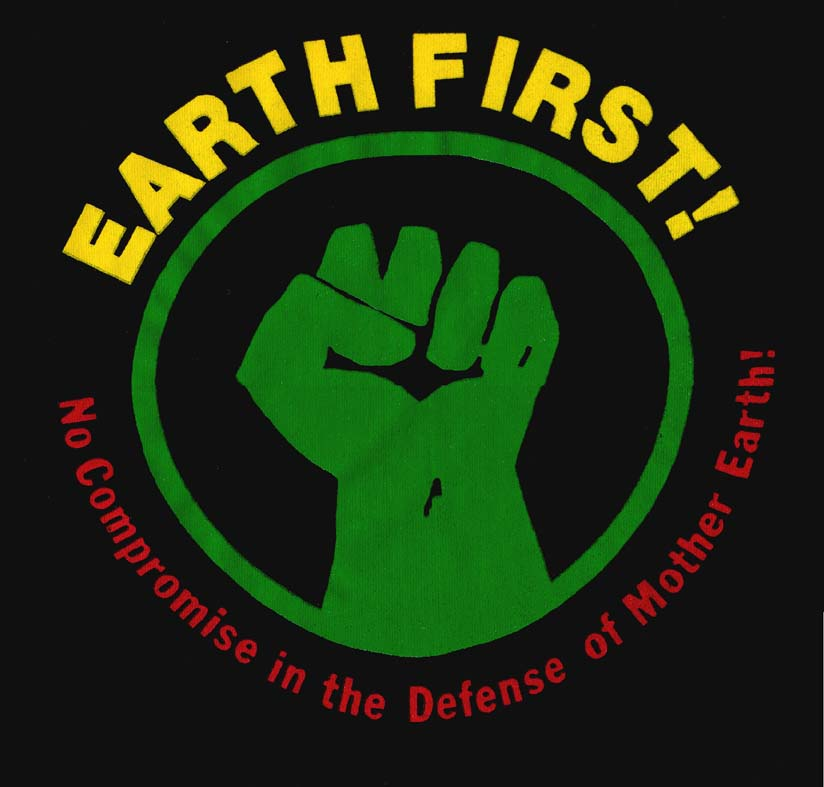 EARTH FIRST!
No Compromise in the Defense of Mother Earth!